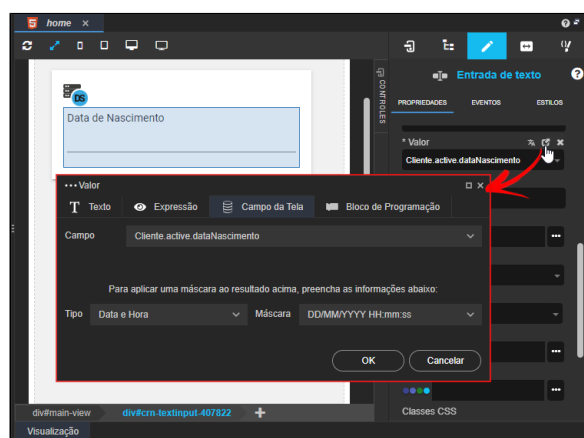 home ×
Entrada de texto
PROPRIEDADES EVENTOS ESTILOS
CONTROLES
DS
Data de Nascimento
* Valor
Cliente.active.dataNascimento
Valor
Texto Expressão Campo da Tela Bloco de Programação
Campo Cliente.active.dataNascimento
Para aplicar uma máscara ao resultado acima, preencha as informações abaixo:
Tipo Data e Hora Máscara DD/MM/YYYY HH:mm:ss
OK Cancelar
Classes CSS
div#main-view div#crn-textinput-407822 +
Visualização